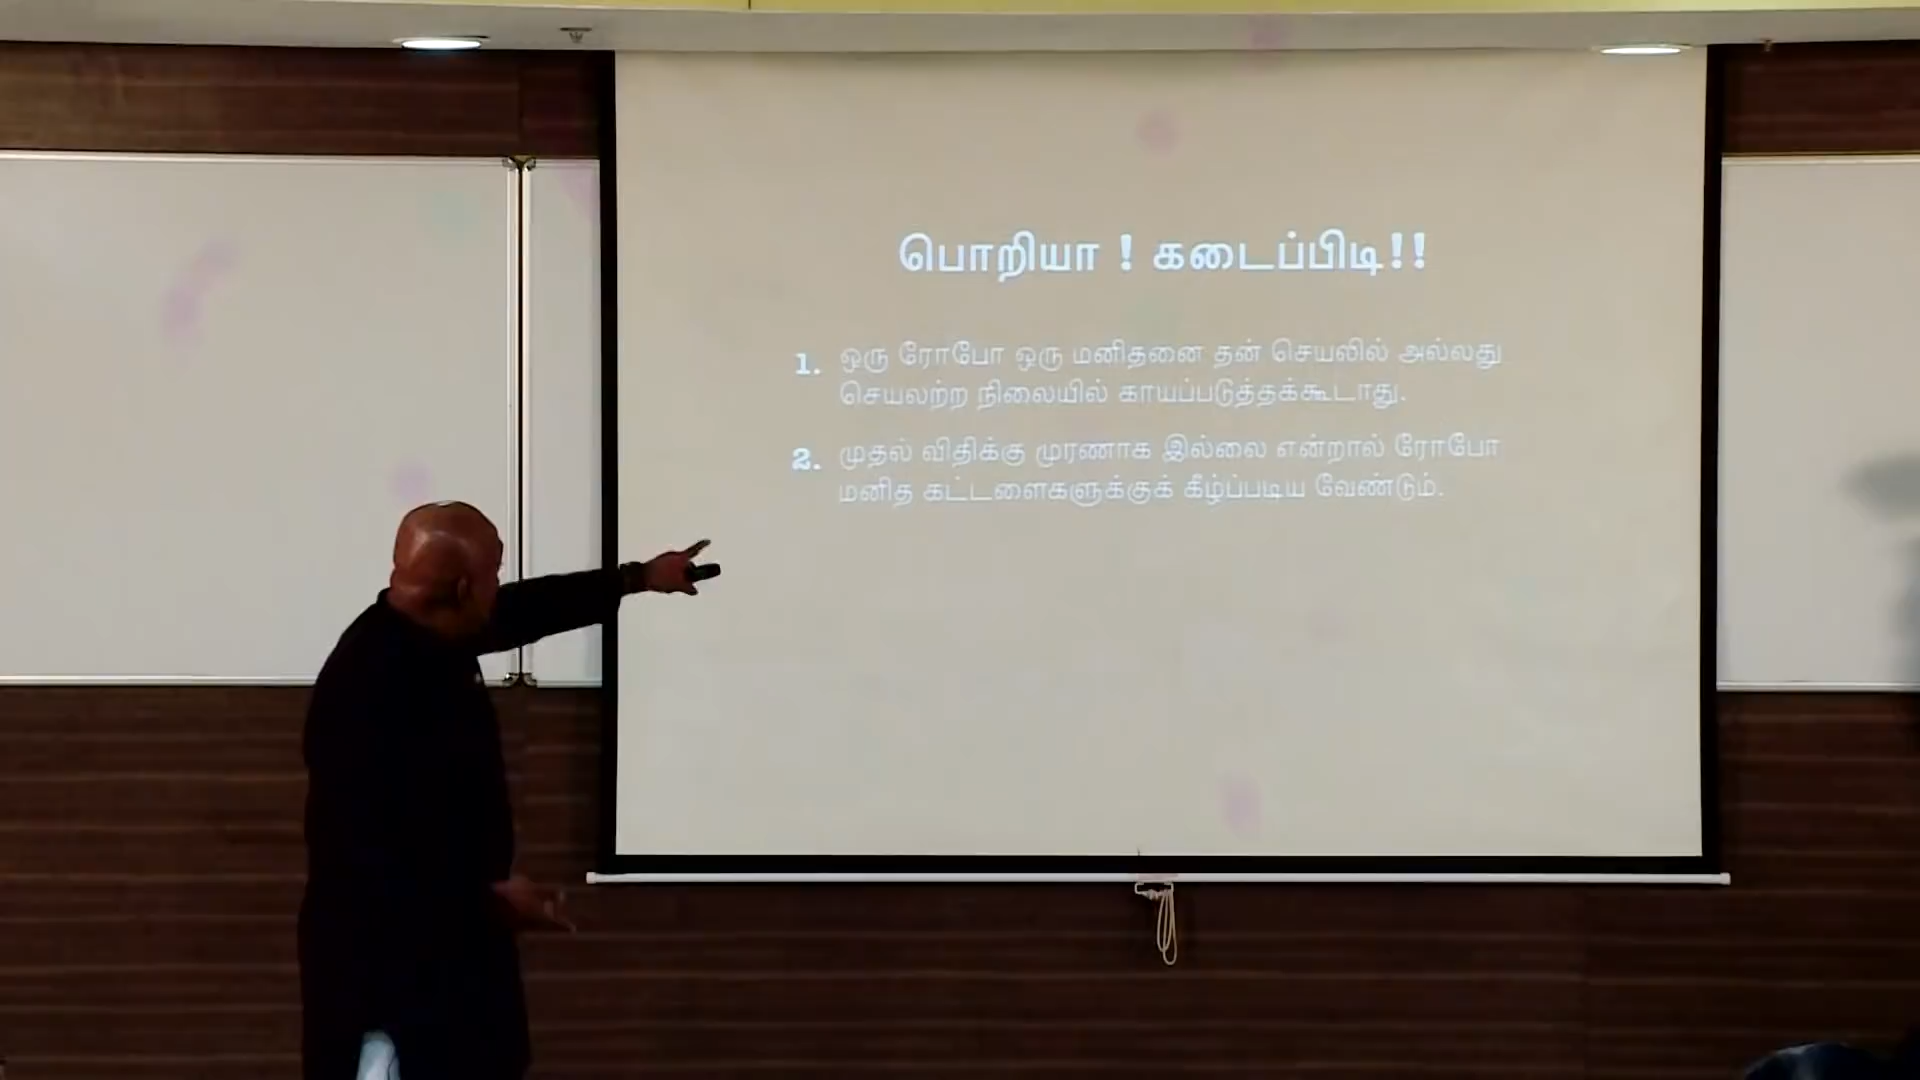 பொறியா ! கடைப்பிடி!!
1. ஒரு ரோபோ ஒரு மனிதனை தன் செயலில் அல்லது
செயலற்ற நிலையில் காயப்படுத்தக்கூடாது.
2. முதல் விதிக்கு முரணாக இல்லை என்றால் ரோபோ
மனித கட்டளைகளுக்குக் கீழ்ப்படிய வேண்டும்.